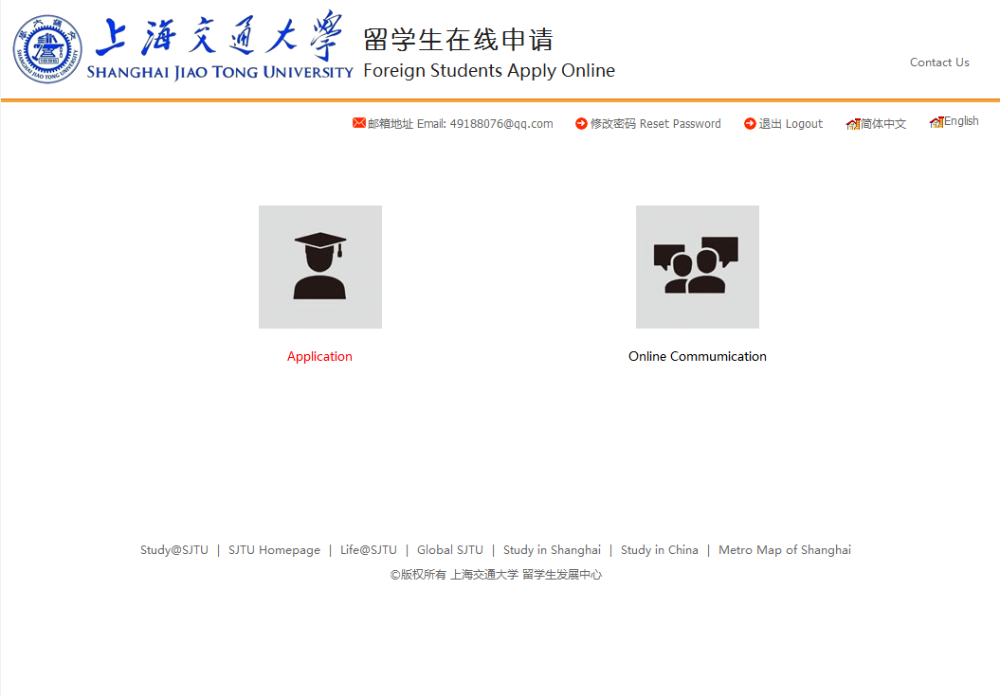 上海交通大学
SHANGHAI JIAO TONG UNIVERSITY
留学生在线申请
Foreign Students Apply Online
Contact Us
邮箱地址 Email: 49188076@qq.com 修改密码 Reset Password 退出 Logout 简体中文 English
Application
Online Commumication
Study@SJTU | SJTU Homepage | Life@SJTU | Global SJTU | Study in Shanghai | Study in China | Metro Map of Shanghai
©版权所有 上海交通大学 留学生发展中心